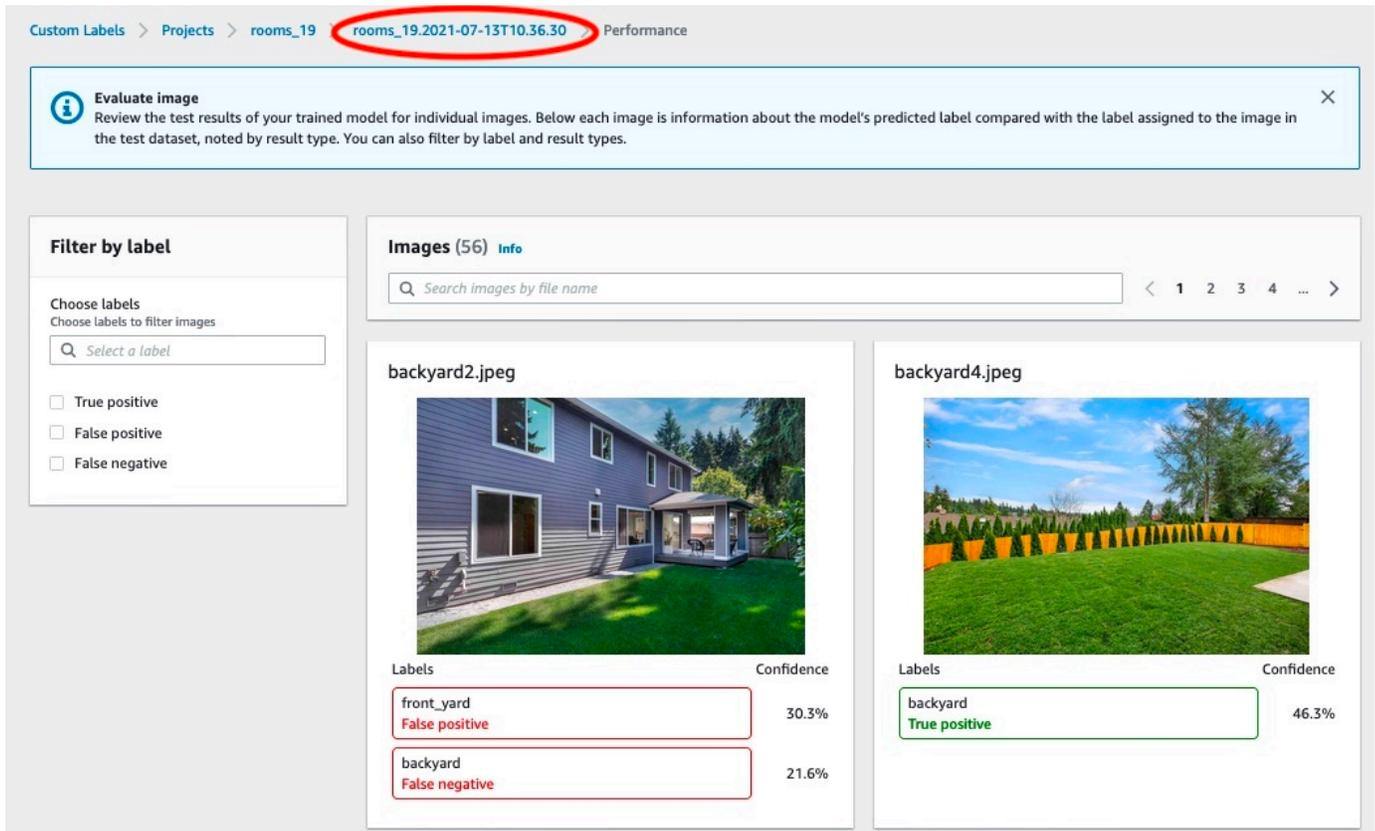 Custom Labels > Projects > rooms_19 > rooms_19.2021-07-13T10.36.30 > Performance
Evaluate image
Review the test results of your trained model for individual images. Below each image is information about the model's predicted label compared with the label assigned to the image in
the test dataset, noted by result type. You can also filter by label and result types.
Filter by label
Choose labels
Choose labels to filter images
Select a label
True positive
False positive
False negative
Images (56) Info
Search images by file name
< 1 2 3 4 ... >
backyard2.jpeg
Labels Confidence
front_yard
False positive
30.3%
backyard
False negative
21.6%
backyard4.jpeg
Labels Confidence
backyard
True positive
46.3%